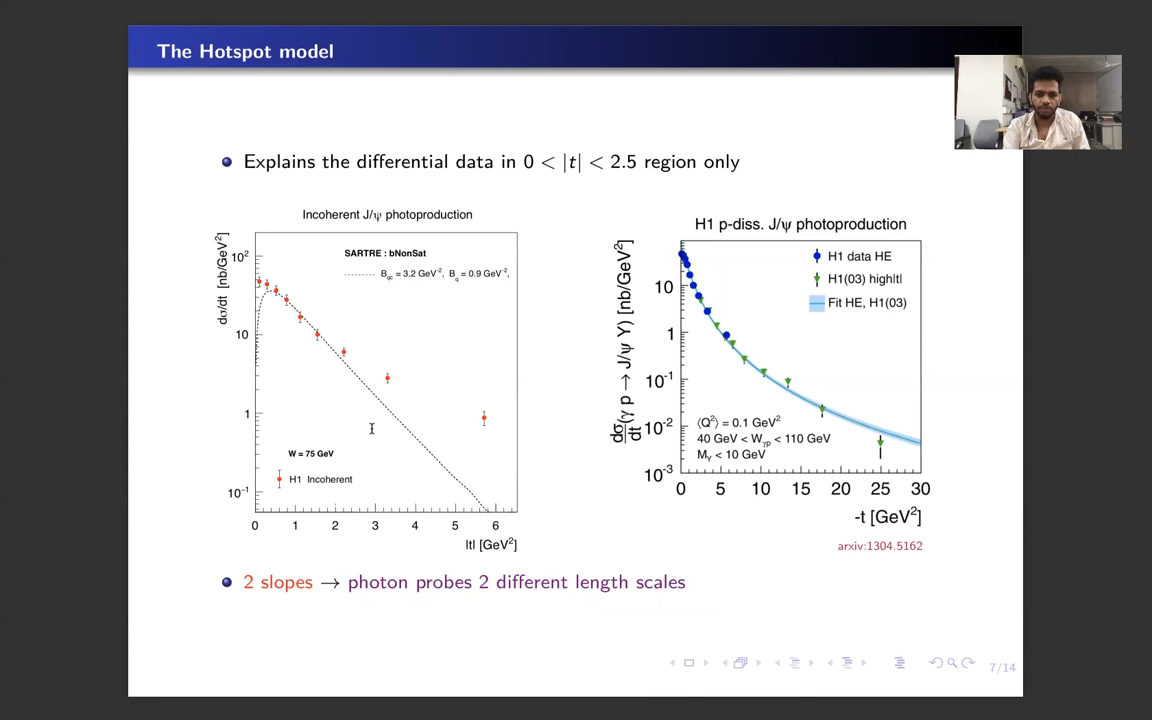 The Hotspot model
Explains the differential data in 0 < |t| < 2.5 region only
Incoherent J/ψ photoproduction
dσ/dt [nb/GeV²]
10²
10
1
10⁻¹
SARTRE : bNonSat
B_qc = 3.2 GeV⁻², B_q = 0.9 GeV⁻²,
W = 75 GeV
H1 Incoherent
0 1 2 3 4 5 6
|t| [GeV²]
H1 p-diss. J/ψ photoproduction
dσ/dt (γ p → J/ψ Y) [nb/GeV²]
10
1
10⁻¹
10⁻²
10⁻³
H1 data HE
H1(03) high|t|
Fit HE, H1(03)
⟨Q²⟩ = 0.1 GeV²
40 GeV < W_γp < 110 GeV
M_Y < 10 GeV
0 5 10 15 20 25 30
-t [GeV²]
arxiv:1304.5162
2 slopes → photon probes 2 different length scales
7/14